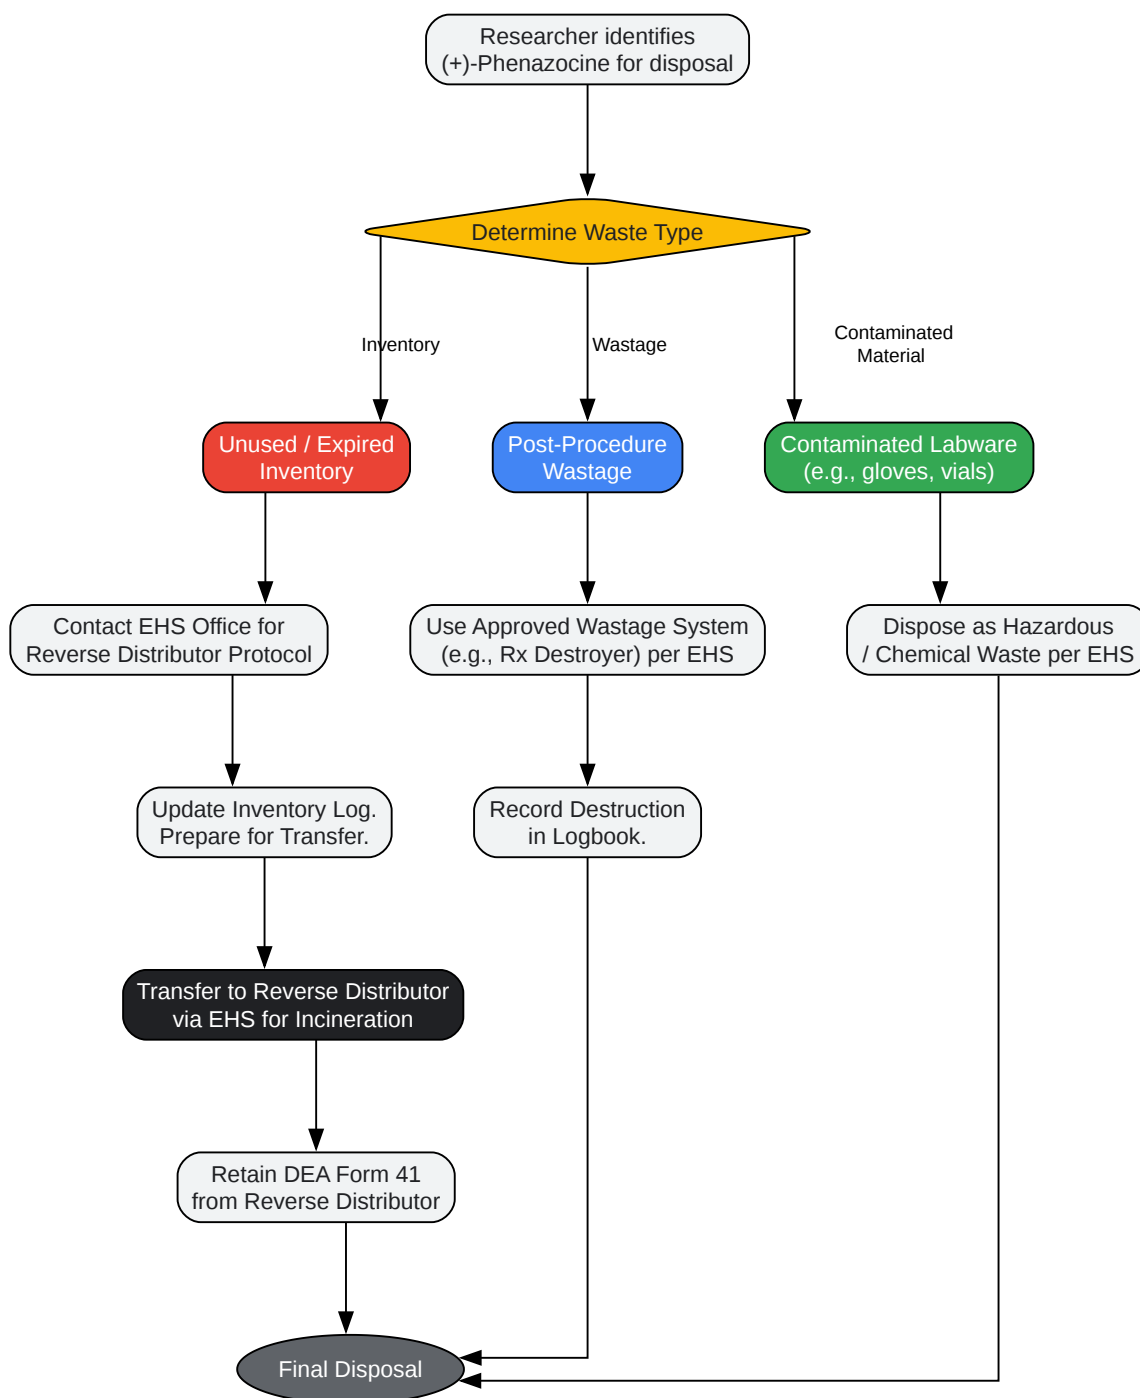 Researcher identifies
(+)-Phenazocine for disposal
Determine Waste Type
Inventory
Wastage
Contaminated
Material
Unused / Expired
Inventory
Post-Procedure
Wastage
Contaminated Labware
(e.g., gloves, vials)
Contact EHS Office for
Reverse Distributor Protocol
Use Approved Wastage System
(e.g., Rx Destroyer) per EHS
Dispose as Hazardous
/ Chemical Waste per EHS
Update Inventory Log.
Prepare for Transfer.
Record Destruction
in Logbook.
Transfer to Reverse Distributor
via EHS for Incineration
Retain DEA Form 41
from Reverse Distributor
Final Disposal